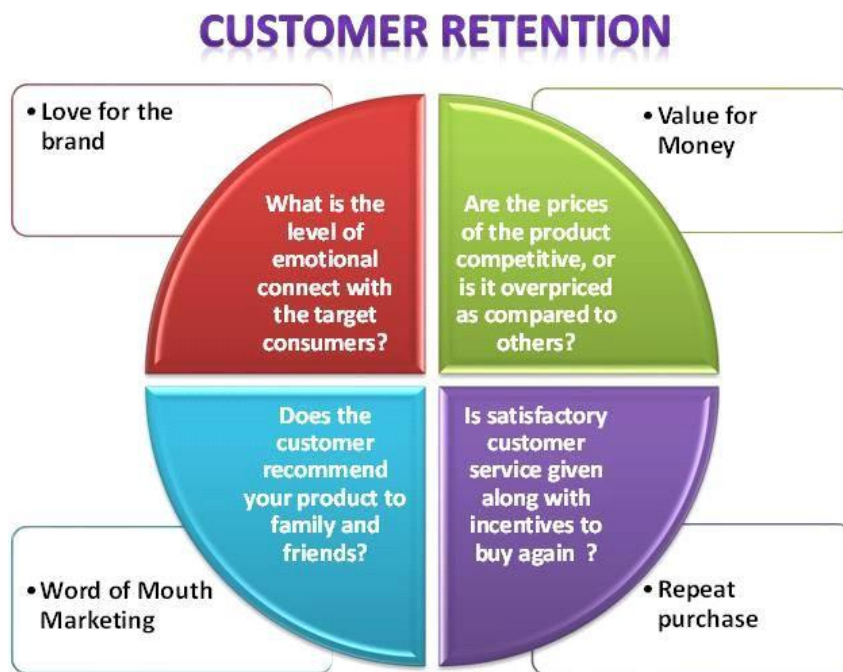 CUSTOMER RETENTION
• Love for the
brand
• Value for
Money
What is the
level of
emotional
connect with
the target
consumers?
Are the prices
of the product
competitive, or
is it overpriced
as compared to
others?
Does the
customer
recommend
your product to
family and
friends?
Is satisfactory
customer
service given
along with
incentives to
buy again ?
• Word of Mouth
Marketing
• Repeat
purchase